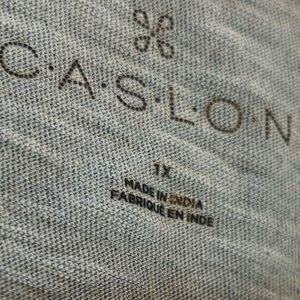 C·A·S·L·O·N
1X
MADE IN INDIA
FABRIQUÉ EN INDE